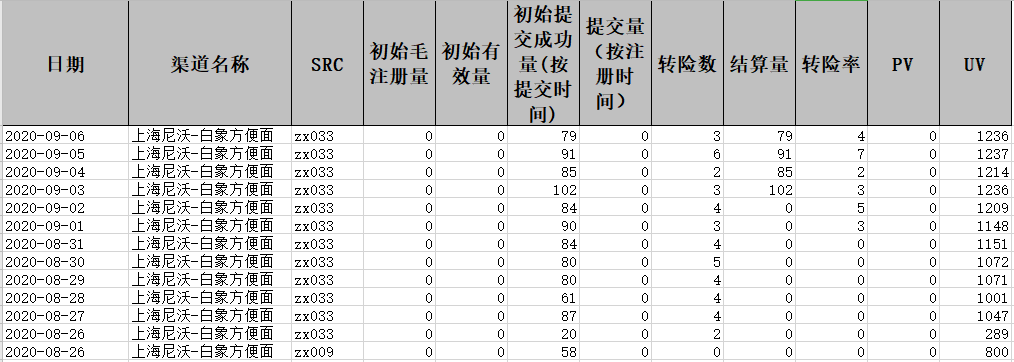 日期 渠道名称 SRC 初始毛注册量 初始有效量 初始提交成功量(按提交时间) 提交量（按注册时间） 转险数 结算量 转险率 PV UV
2020-09-06 上海尼沃-白象方便面 zx033 0 0 79 0 3 79 4 0 1236
2020-09-05 上海尼沃-白象方便面 zx033 0 0 91 0 6 91 7 0 1237
2020-09-04 上海尼沃-白象方便面 zx033 0 0 85 0 2 85 2 0 1214
2020-09-03 上海尼沃-白象方便面 zx033 0 0 102 0 3 102 3 0 1236
2020-09-02 上海尼沃-白象方便面 zx033 0 0 84 0 4 0 5 0 1209
2020-09-01 上海尼沃-白象方便面 zx033 0 0 90 0 3 0 3 0 1148
2020-08-31 上海尼沃-白象方便面 zx033 0 0 84 0 4 0 0 0 1151
2020-08-30 上海尼沃-白象方便面 zx033 0 0 80 0 5 0 0 0 1072
2020-08-29 上海尼沃-白象方便面 zx033 0 0 80 0 4 0 0 0 1071
2020-08-28 上海尼沃-白象方便面 zx033 0 0 61 0 4 0 0 0 1001
2020-08-27 上海尼沃-白象方便面 zx033 0 0 87 0 4 0 0 0 1047
2020-08-26 上海尼沃-白象方便面 zx033 0 0 20 0 2 0 0 0 289
2020-08-26 上海尼沃-白象方便面 zx009 0 0 58 0 0 0 0 0 800